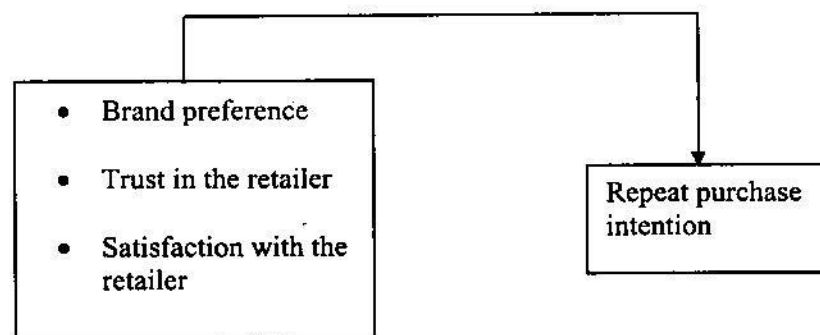 • Brand preference
• Trust in the retailer
• Satisfaction with the
retailer
Repeat purchase
intention